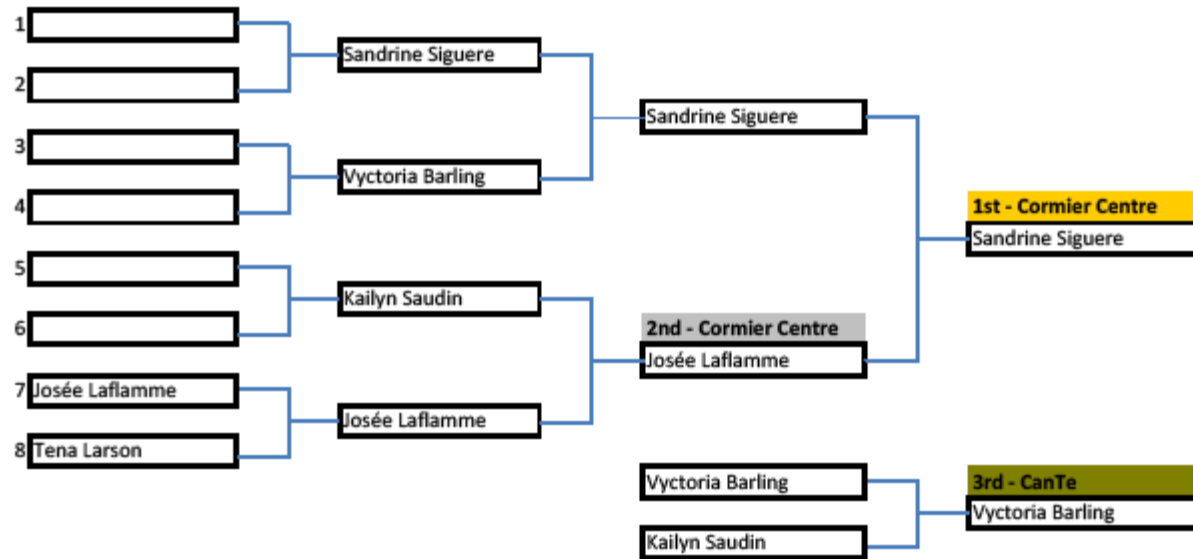 1
2
3
4
5
6
7 Josée Laflamme
8 Tena Larson
Sandrine Siguere
Vyctoria Barling
Kailyn Saudin
Josée Laflamme
Sandrine Siguere
2nd - Cormier Centre
Josée Laflamme
1st - Cormier Centre
Sandrine Siguere
Vyctoria Barling
Kailyn Saudin
3rd - CanTe
Vyctoria Barling